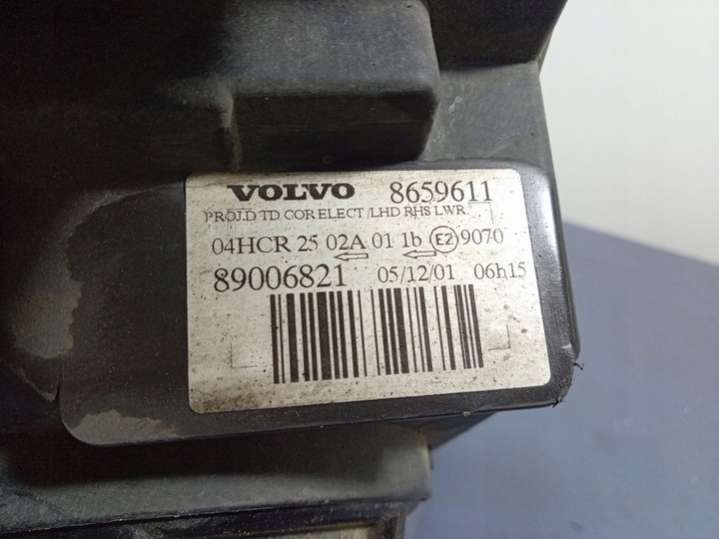 VOLVO 8659611
PROJ.D TD COR ELECT /LHD RHS LWR
04HCR 25 02A 01 1b E2 9070
89006821 05/12/01 06h15